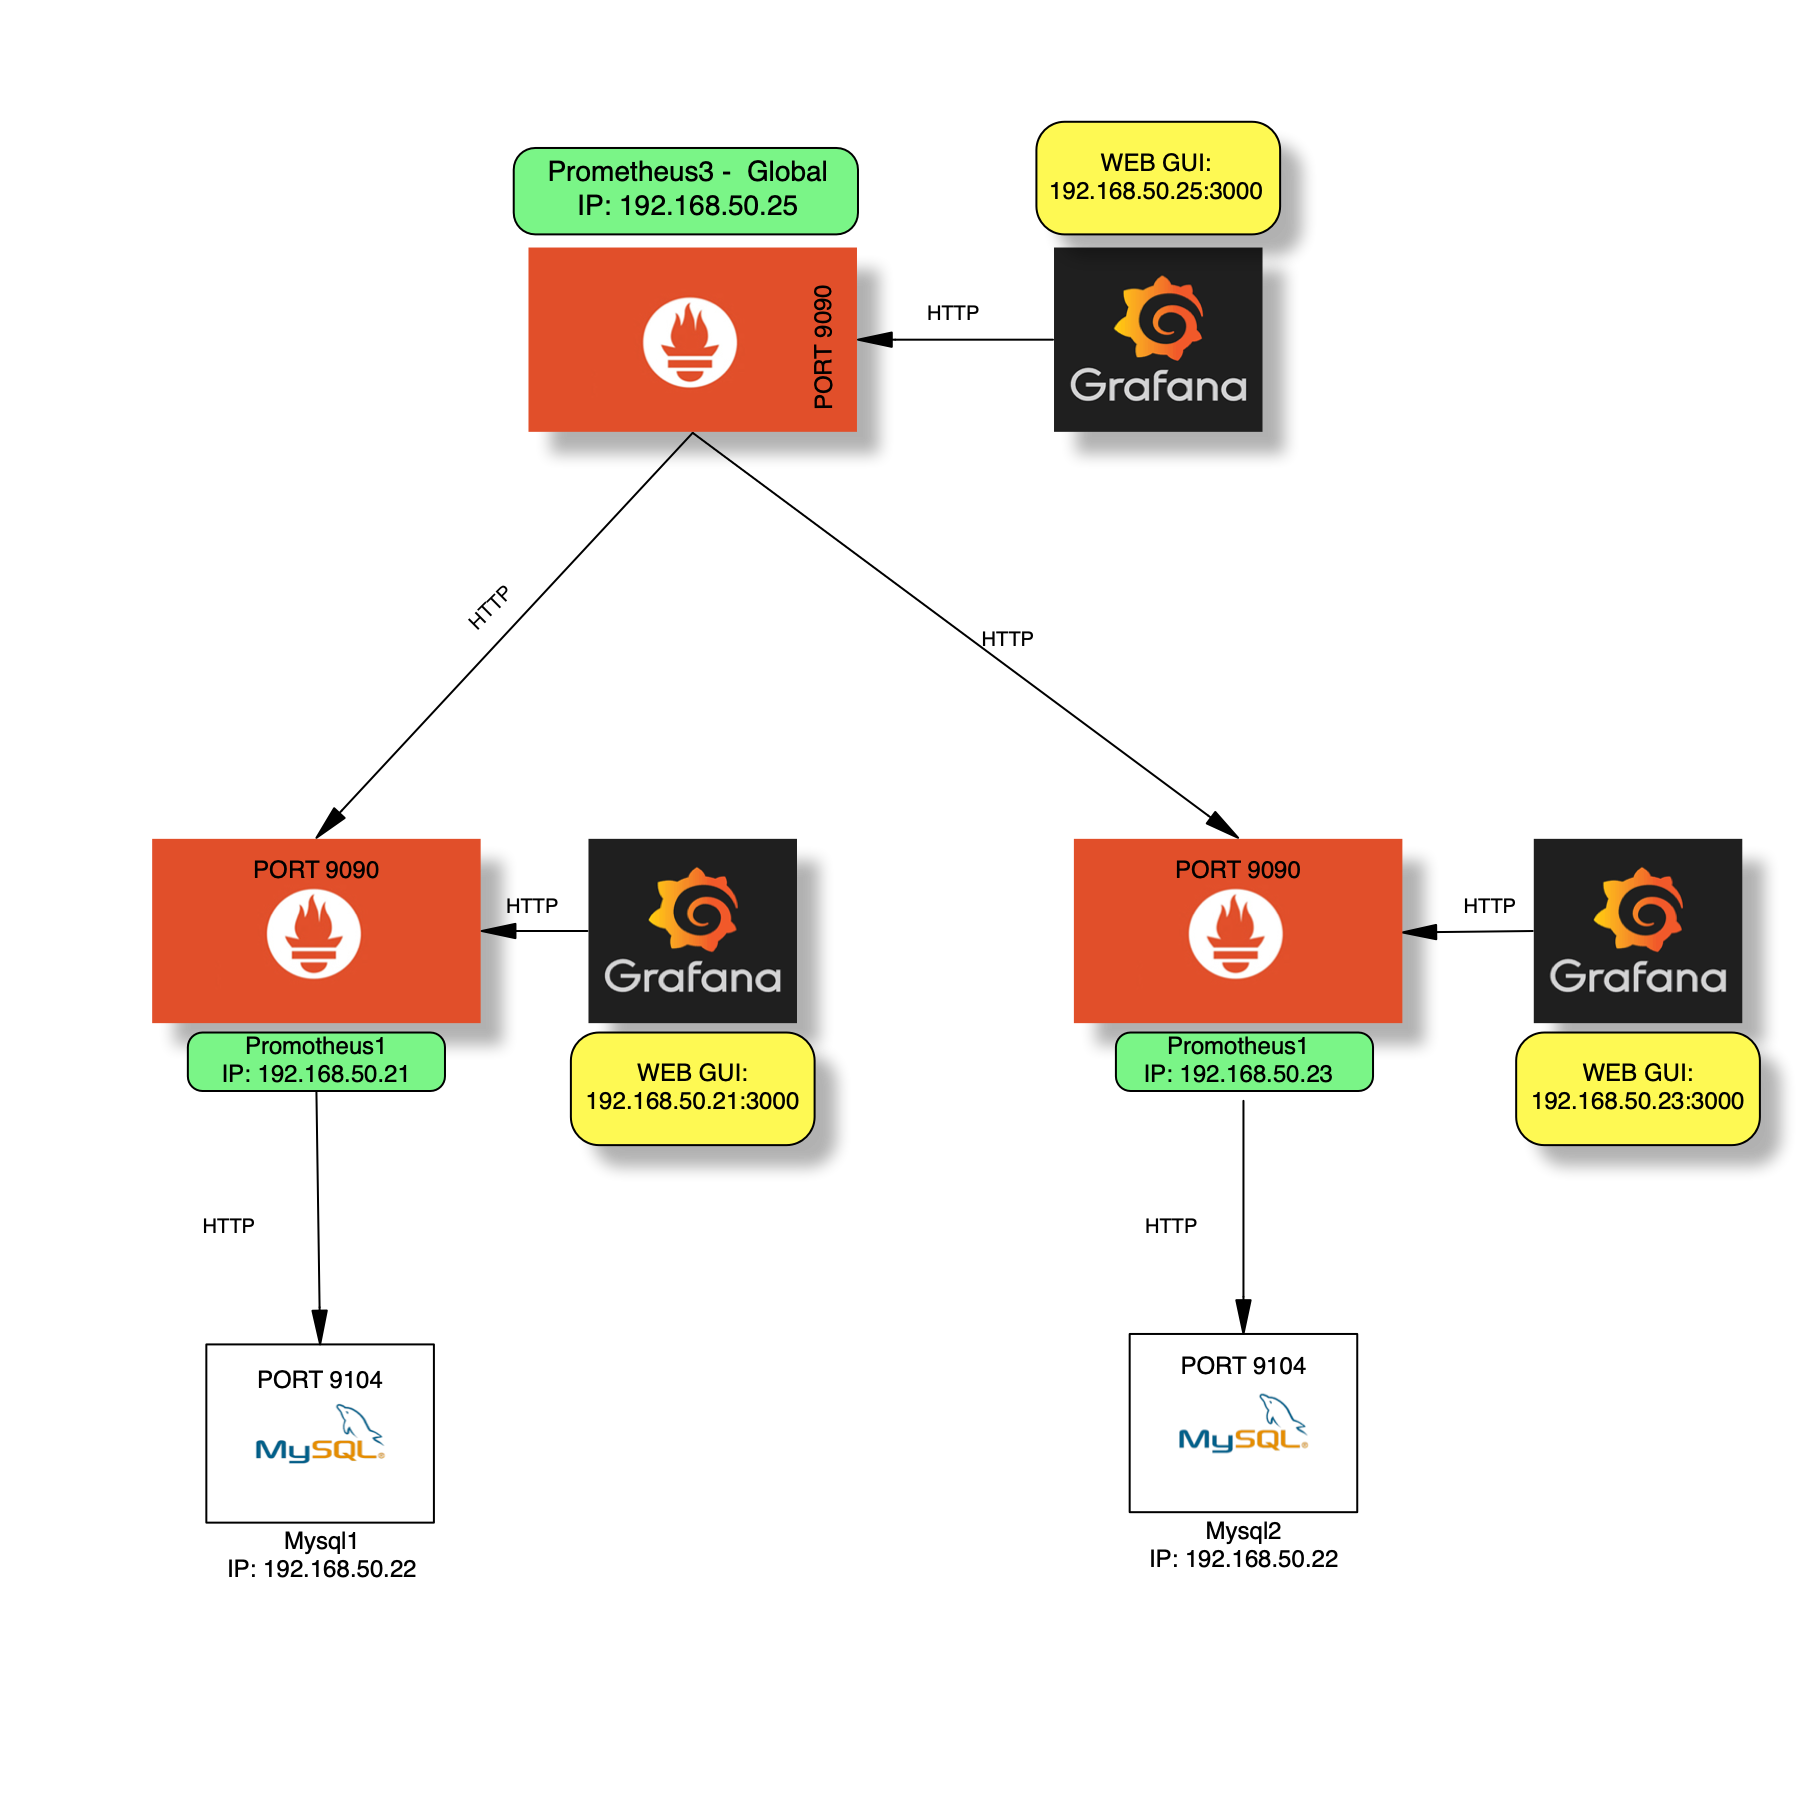 Prometheus3 -  Global
IP: 192.168.50.25
WEB GUI:
192.168.50.25:3000
PORT 9090
HTTP
Grafana
HTTP
HTTP
PORT 9090
HTTP
Grafana
Promotheus1
IP: 192.168.50.21
WEB GUI:
192.168.50.21:3000
PORT 9090
HTTP
Grafana
Promotheus1
IP: 192.168.50.23
WEB GUI:
192.168.50.23:3000
HTTP
HTTP
PORT 9104
MySQL®
Mysql1
IP: 192.168.50.22
PORT 9104
MySQL®
Mysql2
IP: 192.168.50.22